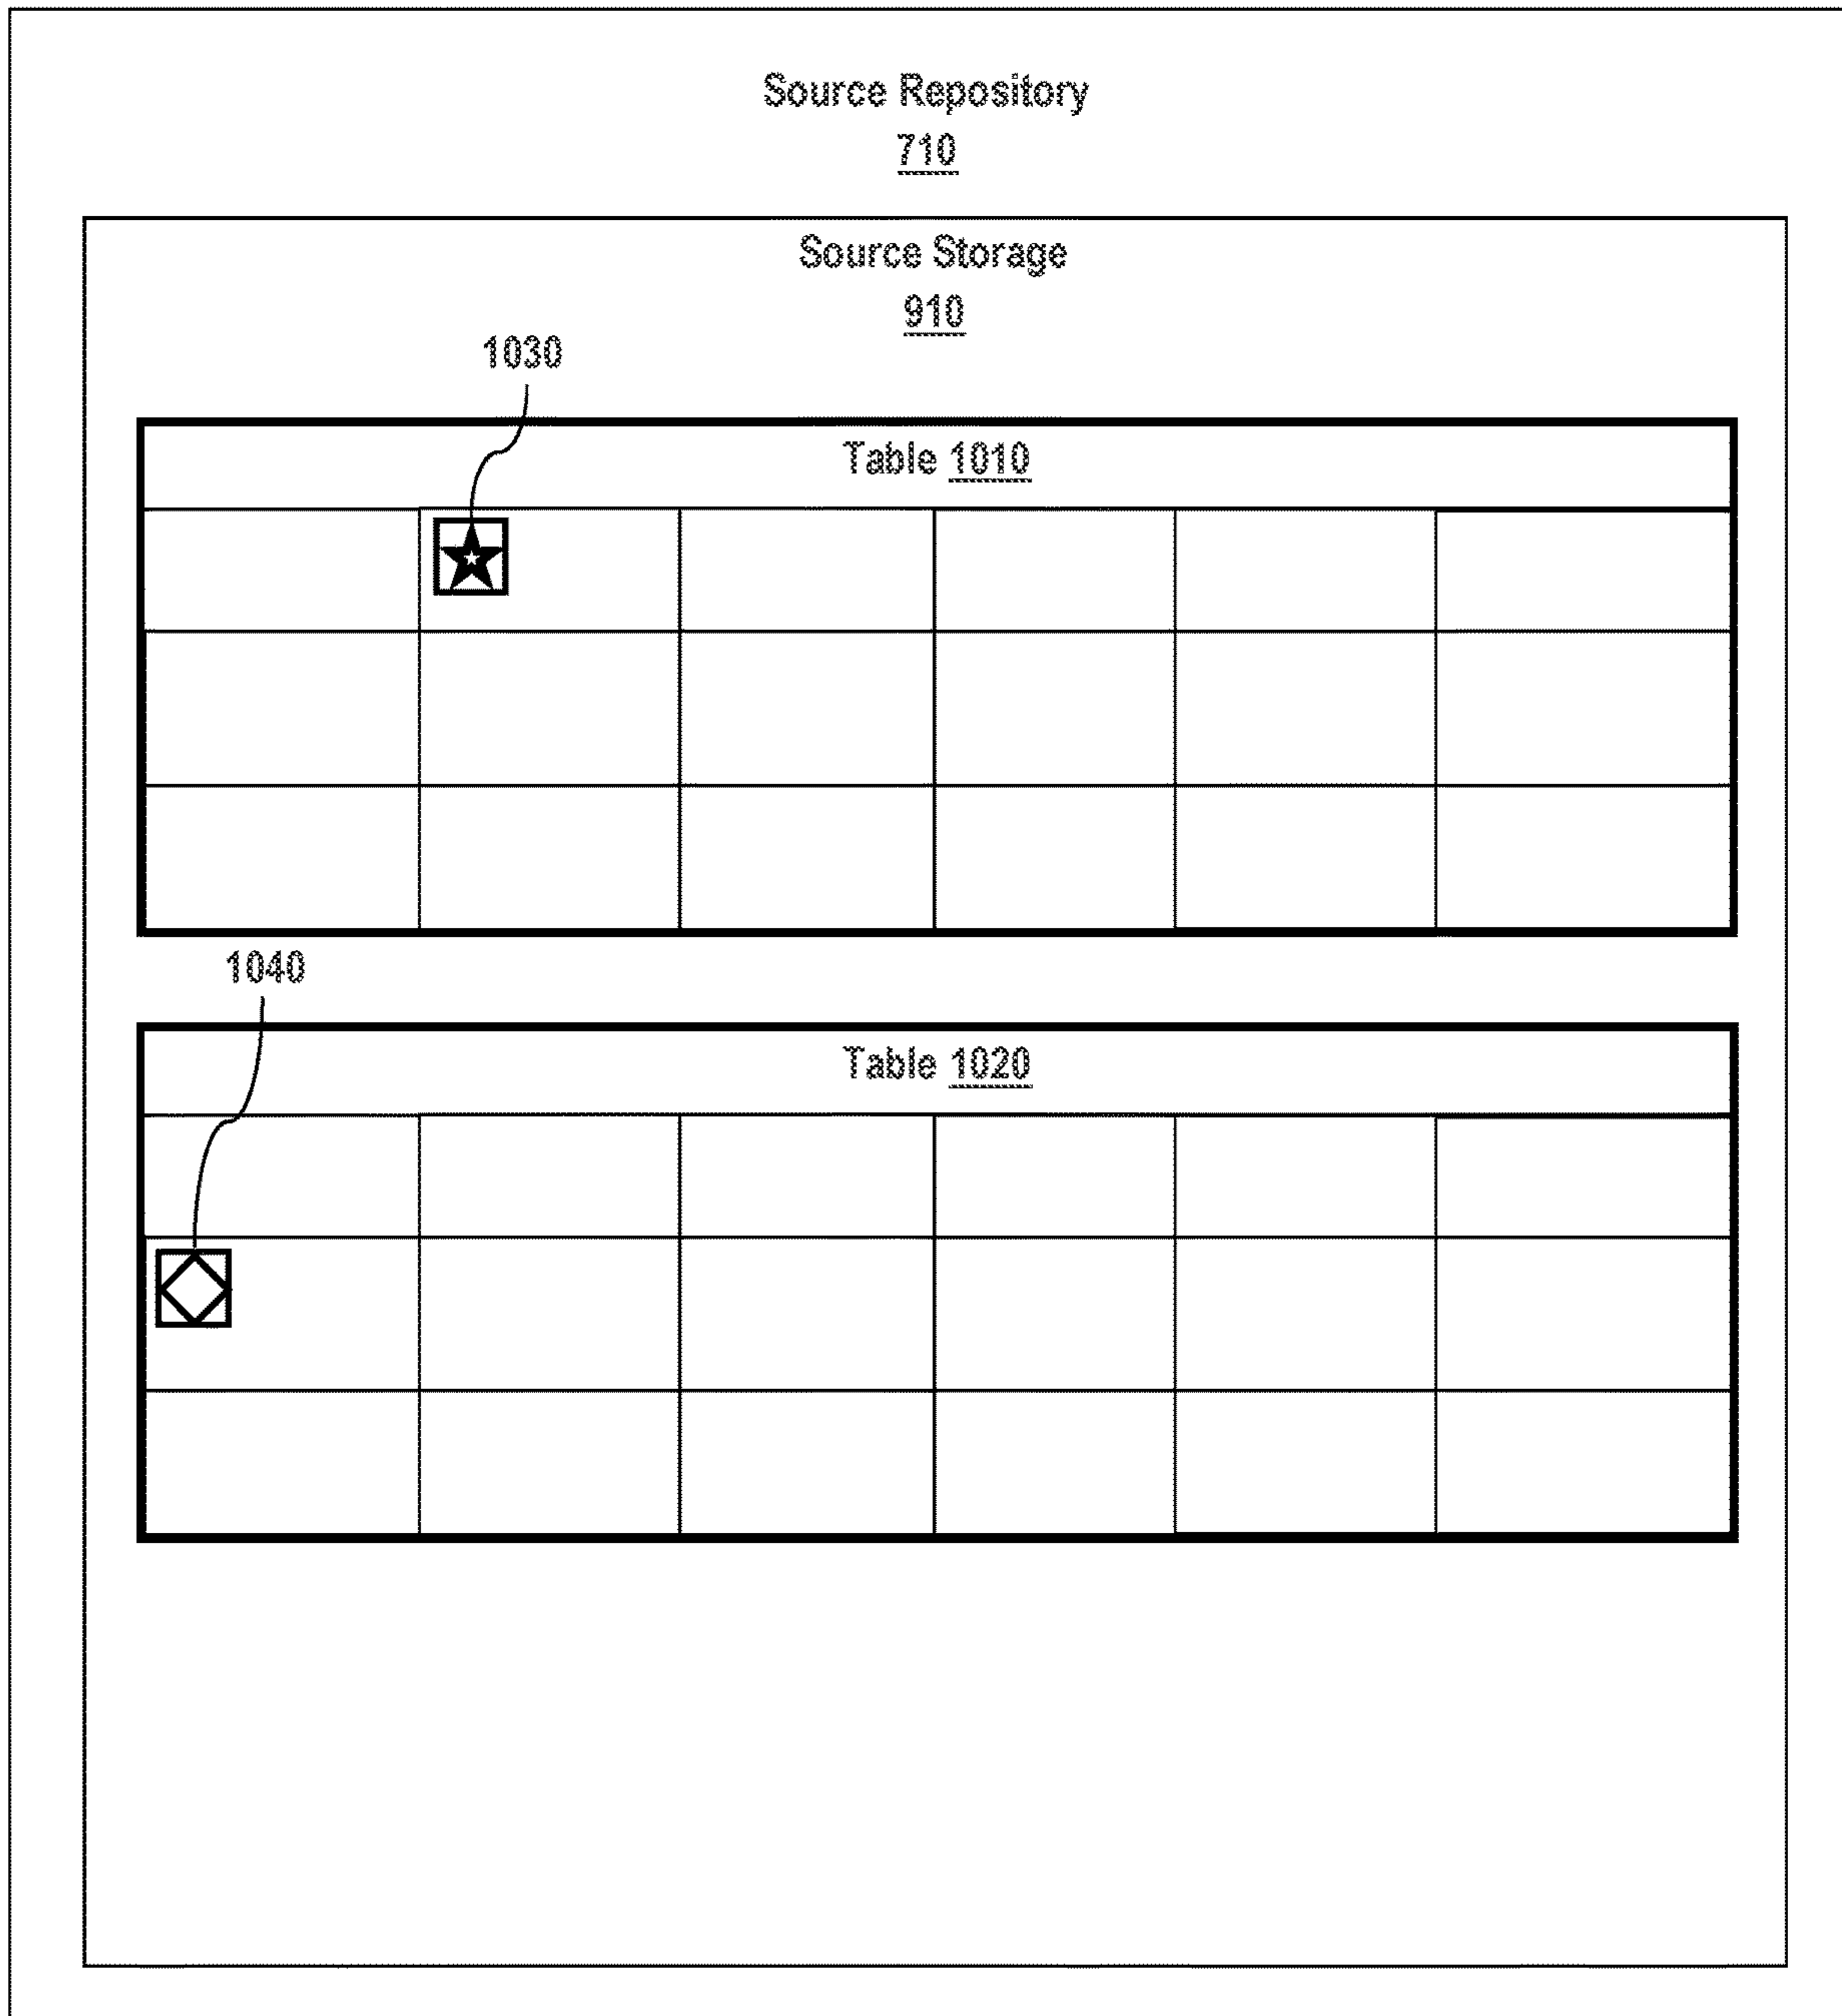 Source Repository
710
Source Storage
910
1030
Table 1010
1040
Table 1020